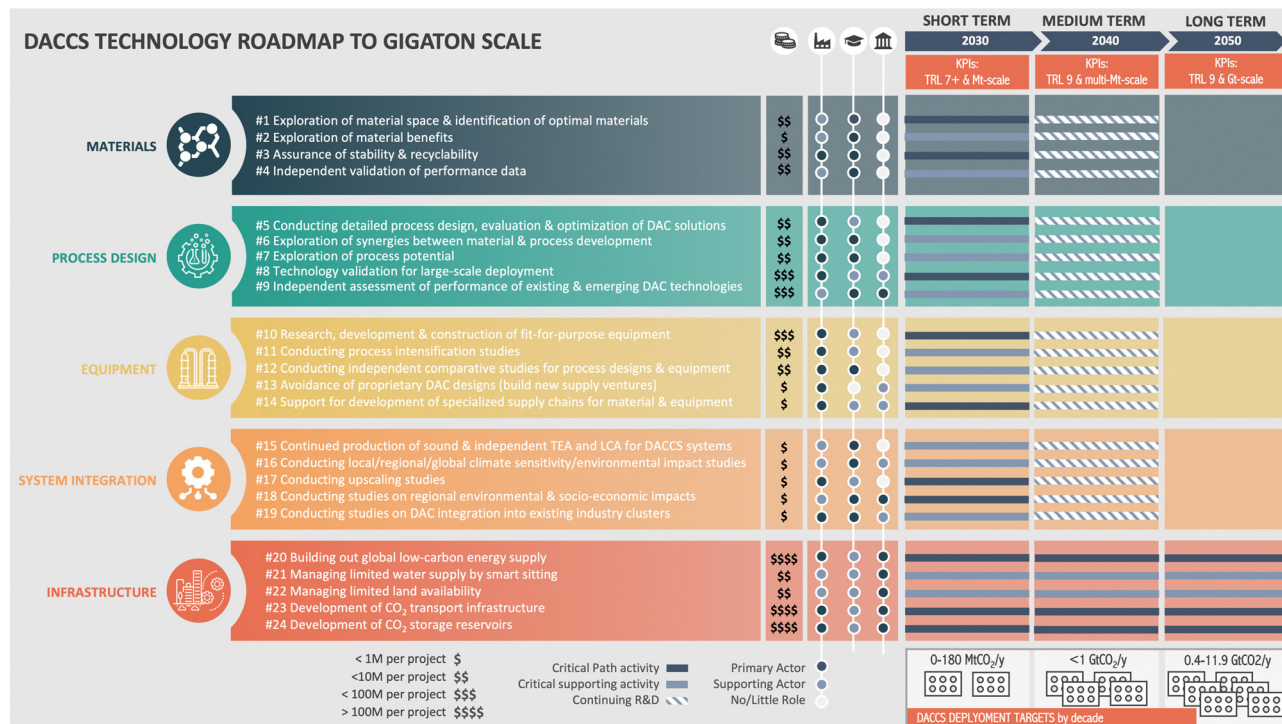 DACCS TECHNOLOGY ROADMAP TO GIGATON SCALE
SHORT TERM
MEDIUM TERM
LONG TERM
2030
2040
2050
KPIs:
TRL 7+ & Mt-scale
KPIs:
TRL 9 & multi-Mt-scale
KPIs:
TRL 9 & Gt-scale
MATERIALS
#1 Exploration of material space & identification of optimal materials $$
#2 Exploration of material benefits $
#3 Assurance of stability & recyclability $$
#4 Independent validation of performance data $$
PROCESS DESIGN
#5 Conducting detailed process design, evaluation & optimization of DAC solutions $$
#6 Exploration of synergies between material & process development $$
#7 Exploration of process potential $$
#8 Technology validation for large-scale deployment $$$
#9 Independent assessment of performance of existing & emerging DAC technologies $$$
EQUIPMENT
#10 Research, development & construction of fit-for-purpose equipment $$$
#11 Conducting process intensification studies $$
#12 Conducting independent comparative studies for process designs & equipment $$
#13 Avoidance of proprietary DAC designs (build new supply ventures) $
#14 Support for development of specialized supply chains for material & equipment $
SYSTEM INTEGRATION
#15 Continued production of sound & independent TEA and LCA for DACCS systems $
#16 Conducting local/regional/global climate sensitivity/environmental impact studies $
#17 Conducting upscaling studies $
#18 Conducting studies on regional environmental & socio-economic impacts $
#19 Conducting studies on DAC integration into existing industry clusters $
INFRASTRUCTURE
#20 Building out global low-carbon energy supply $$$$
#21 Managing limited water supply by smart sitting $$
#22 Managing limited land availability $$
#23 Development of CO₂ transport infrastructure $$$$
#24 Development of CO₂ storage reservoirs $$$$
< 1M per project $
<10M per project $$
< 100M per project $$$
> 100M per project $$$$
Critical Path activity
Critical supporting activity
Continuing R&D
Primary Actor
Supporting Actor
No/Little Role
0-180 MtCO₂/y
<1 GtCO₂/y
0.4-11.9 GtCO2/y
DACCS DEPLYOMENT TARGETS by decade